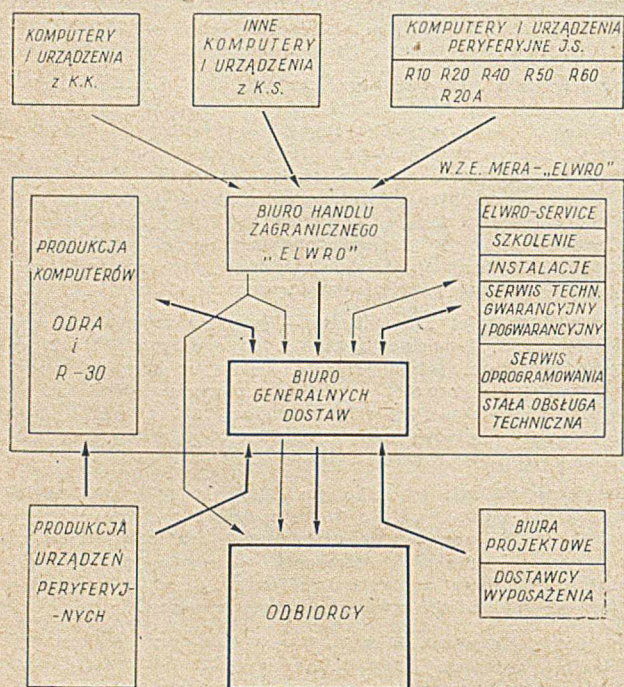 KOMPUTERY
I URZĄDZENIA
z K.K.
INNE
KOMPUTERY
I URZĄDZENIA
z K.S.
KOMPUTERY I URZĄDZENIA
PERYFERYJNE J.S.
R10 R20 R40 R50 R60
R20A
W.Z.E. MERA-„ELWRO"
PRODUKCJA
KOMPUTERÓW
ODRA
i
R-30
BIURO HANDLU
ZAGRANICZNEGO
„ELWRO"
ELWRO-SERVICE
SZKOLENIE
INSTALACJE
SERWIS TECHN.
GWARANCYJNY
I POGWARANCYJNY
SERWIS
OPROGRAMOWANIA
STAŁA OBSŁUGA
TECHNICZNA
BIURO
GENERALNYCH
DOSTAW
PRODUKCJA
URZĄDZEŃ
PERYFERYJ-
-NYCH
ODBIORCY
BIURA
PROJEKTOWE
DOSTAWCY
WYPOSAŻENIA